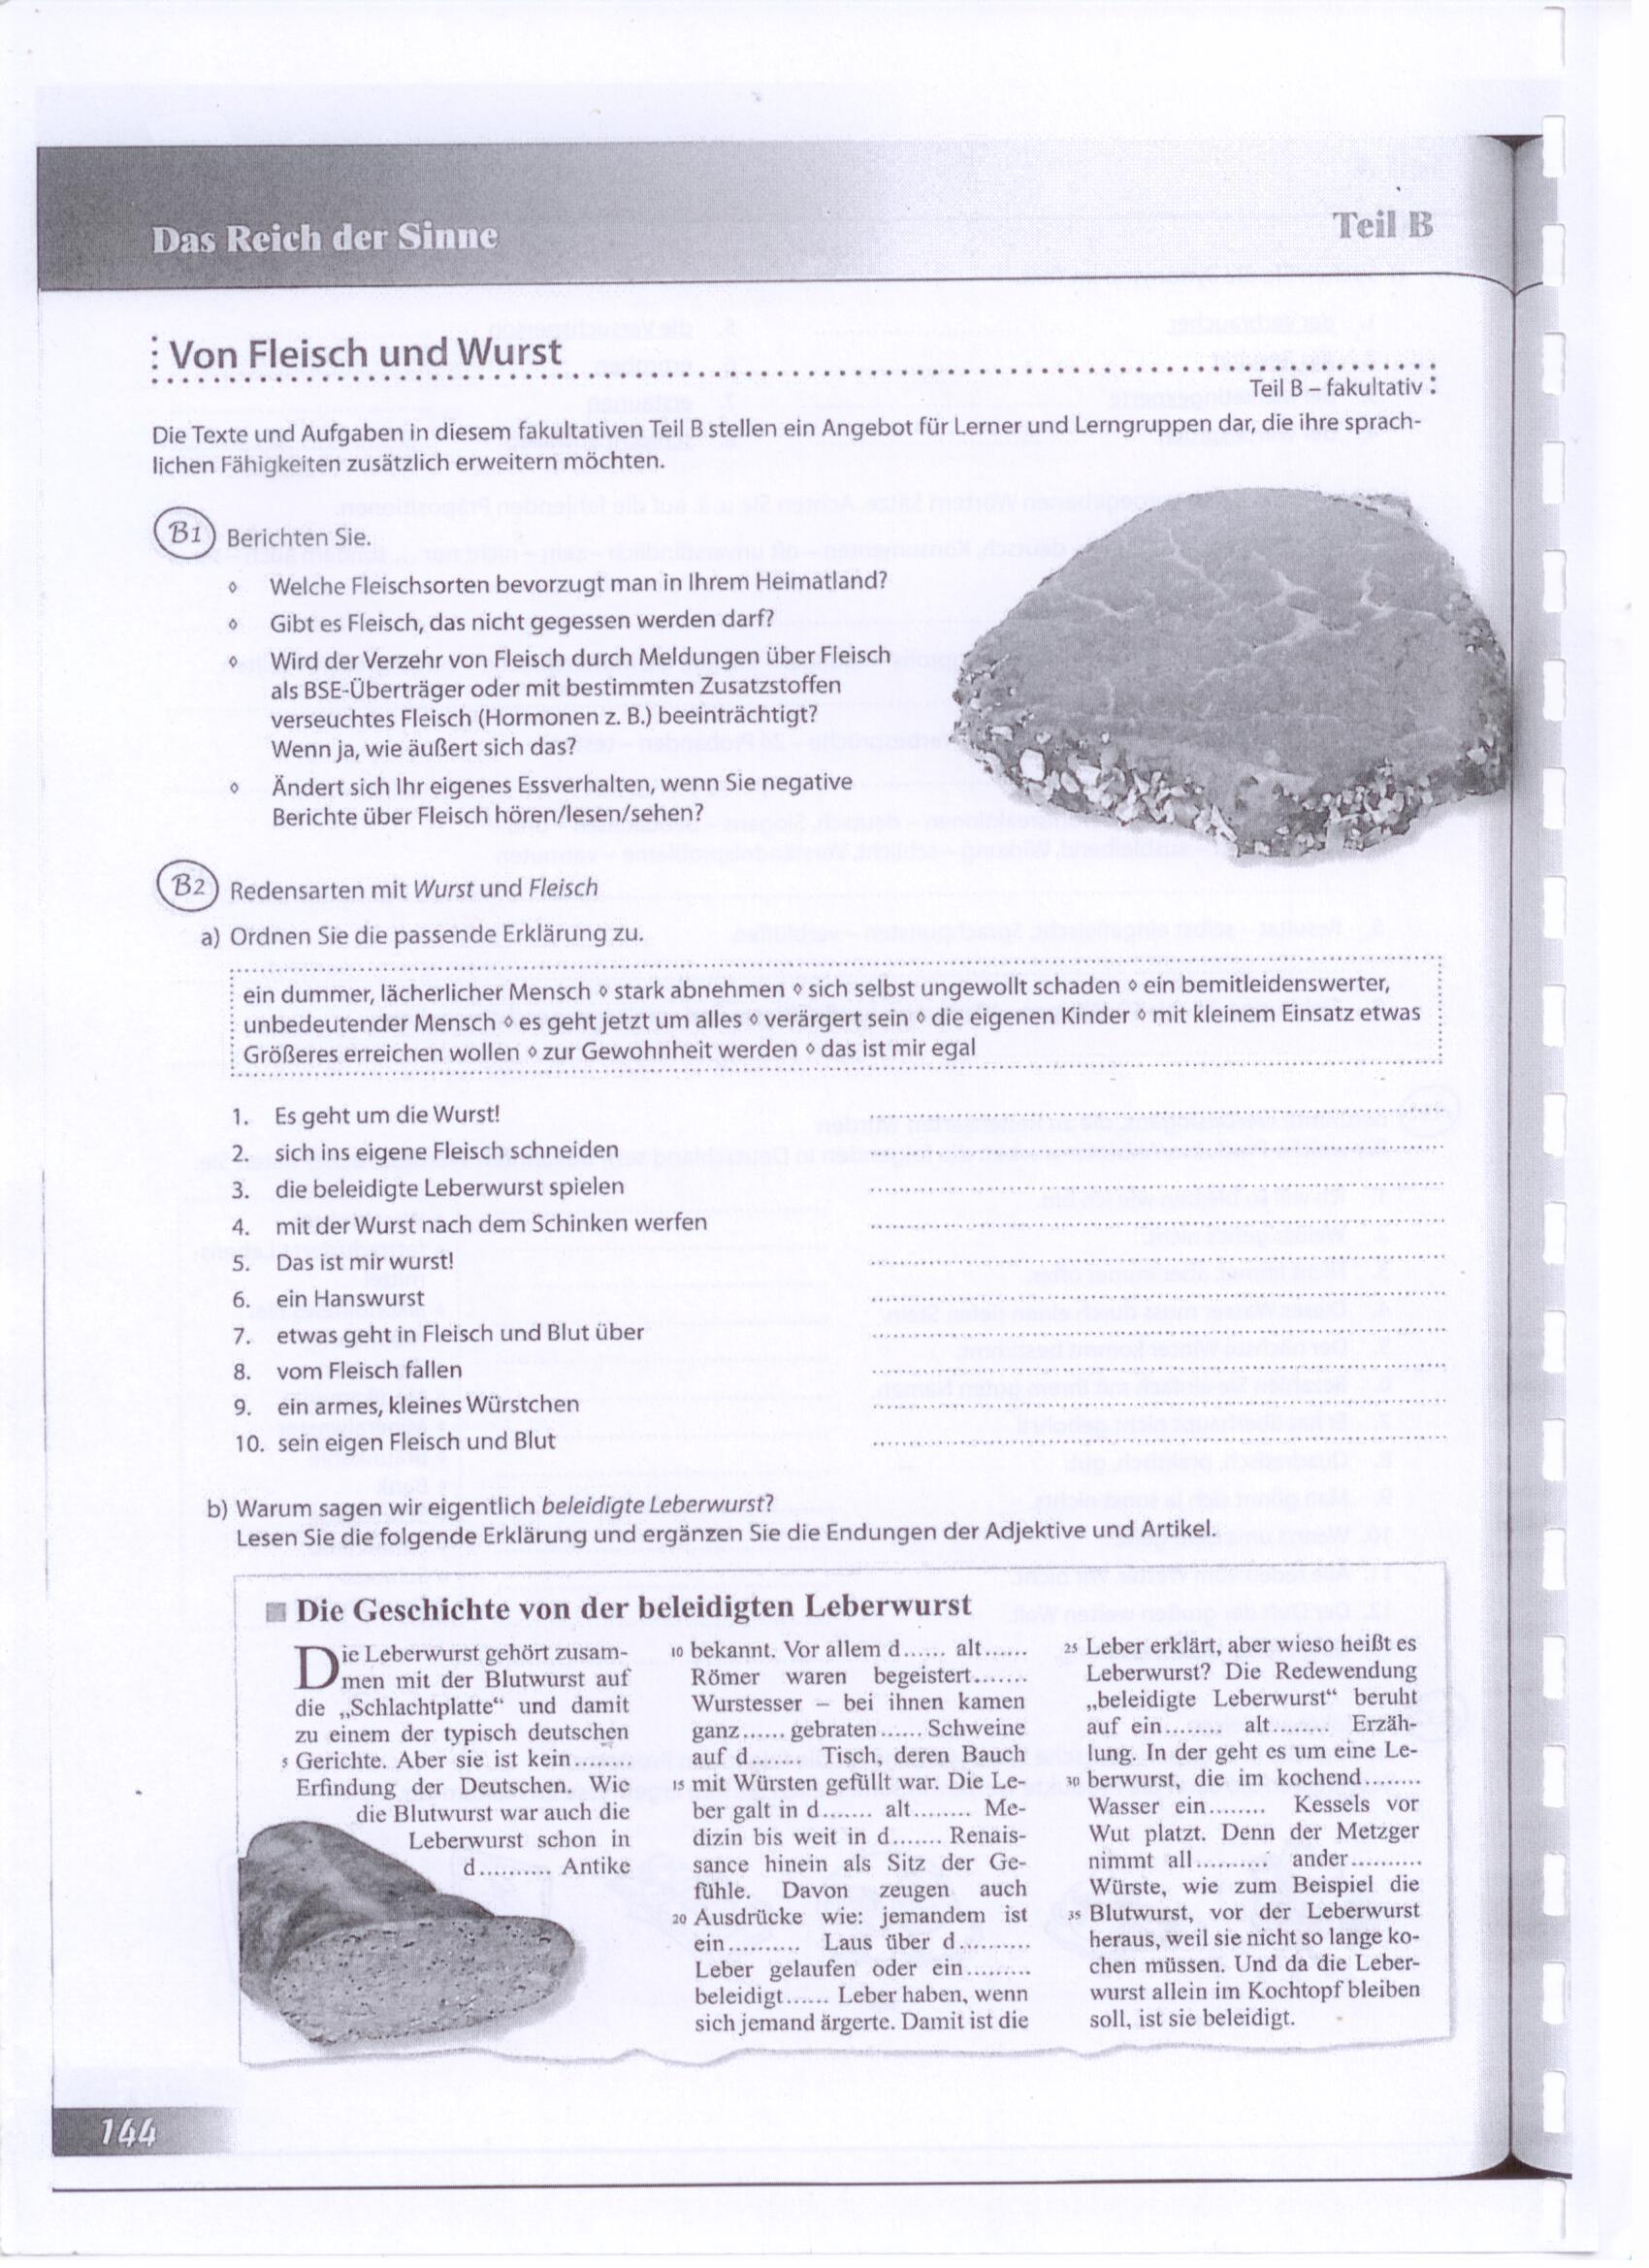 Das Reich der Sinne
Teil B
Von Fleisch und Wurst
Teil B – fakultativ
Die Texte und Aufgaben in diesem fakultativen Teil B stellen ein Angebot für Lerner und Lerngruppen dar, die ihre sprach-
lichen Fähigkeiten zusätzlich erweitern möchten.
B1 Berichten Sie.
◊ Welche Fleischsorten bevorzugt man in Ihrem Heimatland?
◊ Gibt es Fleisch, das nicht gegessen werden darf?
◊ Wird der Verzehr von Fleisch durch Meldungen über Fleisch
als BSE-Überträger oder mit bestimmten Zusatzstoffen
verseuchtes Fleisch (Hormonen z. B.) beeinträchtigt?
Wenn ja, wie äußert sich das?
◊ Ändert sich Ihr eigenes Essverhalten, wenn Sie negative
Berichte über Fleisch hören/lesen/sehen?
B2 Redensarten mit Wurst und Fleisch
a) Ordnen Sie die passende Erklärung zu.
ein dummer, lächerlicher Mensch ◊ stark abnehmen ◊ sich selbst ungewollt schaden ◊ ein bemitleidenswerter,
unbedeutender Mensch ◊ es geht jetzt um alles ◊ verärgert sein ◊ die eigenen Kinder ◊ mit kleinem Einsatz etwas
Größeres erreichen wollen ◊ zur Gewohnheit werden ◊ das ist mir egal
1. Es geht um die Wurst!
2. sich ins eigene Fleisch schneiden
3. die beleidigte Leberwurst spielen
4. mit der Wurst nach dem Schinken werfen
5. Das ist mir wurst!
6. ein Hanswurst
7. etwas geht in Fleisch und Blut über
8. vom Fleisch fallen
9. ein armes, kleines Würstchen
10. sein eigen Fleisch und Blut
b) Warum sagen wir eigentlich beleidigte Leberwurst?
Lesen Sie die folgende Erklärung und ergänzen Sie die Endungen der Adjektive und Artikel.
Die Geschichte von der beleidigten Leberwurst
Die Leberwurst gehört zusam-
men mit der Blutwurst auf
die „Schlachtplatte“ und damit
zu einem der typisch deutschen
5 Gerichte. Aber sie ist kein........
Erfindung der Deutschen. Wie
die Blutwurst war auch die
Leberwurst schon in
d.......... Antike
10 bekannt. Vor allem d...... alt......
Römer waren begeistert.......
Wurstesser – bei ihnen kamen
ganz...... gebraten...... Schweine
auf d....... Tisch, deren Bauch
15 mit Würsten gefüllt war. Die Le-
ber galt in d....... alt........ Me-
dizin bis weit in d....... Renais-
sance hinein als Sitz der Ge-
fühle. Davon zeugen auch
20 Ausdrücke wie: jemandem ist
ein.......... Laus über d..........
Leber gelaufen oder ein.........
beleidigt...... Leber haben, wenn
sich jemand ärgerte. Damit ist die
25 Leber erklärt, aber wieso heißt es
Leberwurst? Die Redewendung
„beleidigte Leberwurst“ beruht
auf ein........ alt........ Erzäh-
lung. In der geht es um eine Le-
30 berwurst, die im kochend........
Wasser ein........ Kessels vor
Wut platzt. Denn der Metzger
nimmt all.......... ander..........
Würste, wie zum Beispiel die
35 Blutwurst, vor der Leberwurst
heraus, weil sie nicht so lange ko-
chen müssen. Und da die Leber-
wurst allein im Kochtopf bleiben
soll, ist sie beleidigt.
144